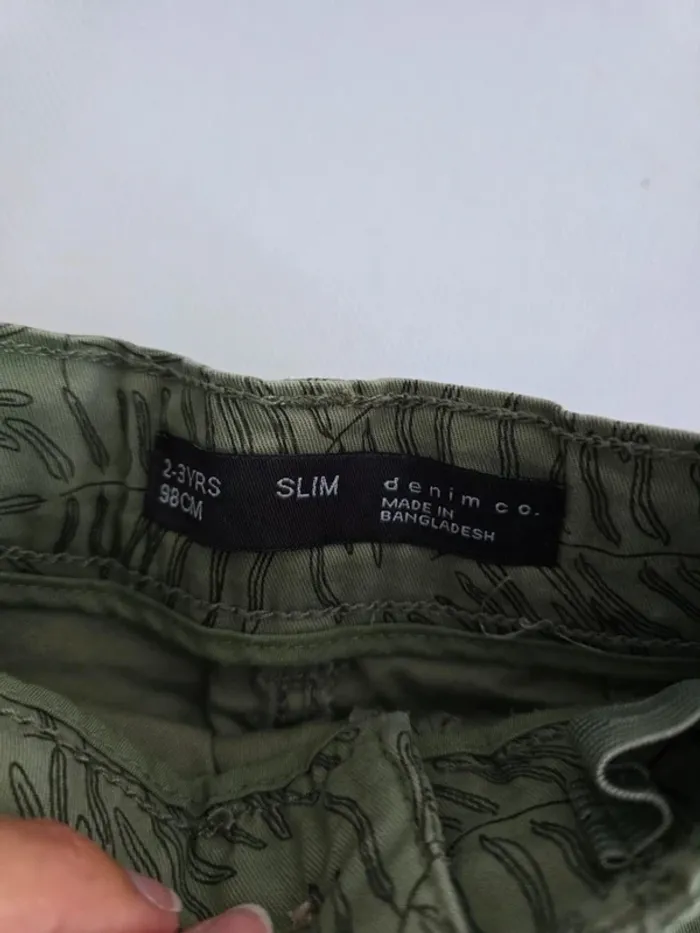 2-3YRS
98CM
SLIM
denim co.
MADE IN
BANGLADESH